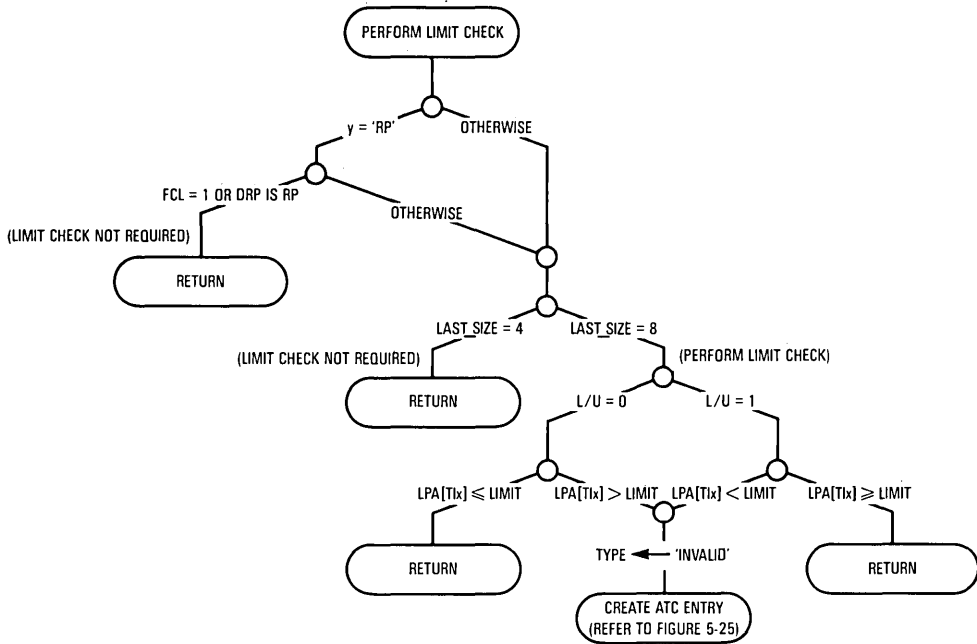 PERFORM LIMIT CHECK
y = 'RP'
OTHERWISE
FCL = 1 OR DRP IS RP
OTHERWISE
(LIMIT CHECK NOT REQUIRED)
RETURN
LAST_SIZE = 4
LAST_SIZE = 8
(LIMIT CHECK NOT REQUIRED)
(PERFORM LIMIT CHECK)
RETURN
L/U = 0
L/U = 1
LPA[TIx] ⩽ LIMIT
LPA[TIx] > LIMIT
LPA[TIx] < LIMIT
LPA[TIx] ⩾ LIMIT
RETURN
TYPE ← 'INVALID'
RETURN
CREATE ATC ENTRY
(REFER TO FIGURE 5-25)